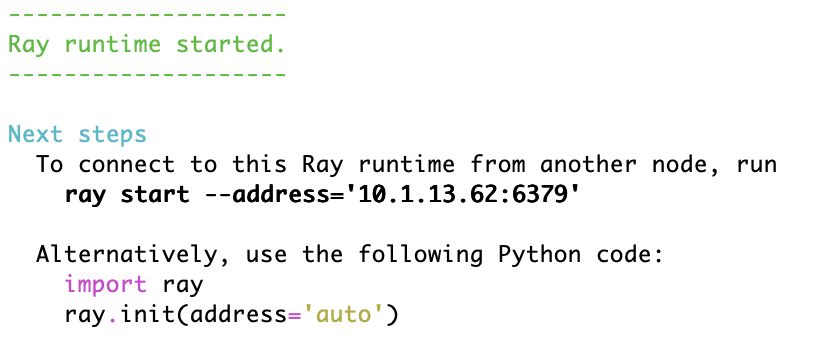 --------------------
Ray runtime started.
--------------------
Next steps
To connect to this Ray runtime from another node, run
ray start --address='10.1.13.62:6379'
Alternatively, use the following Python code:
import ray
ray.init(address='auto')